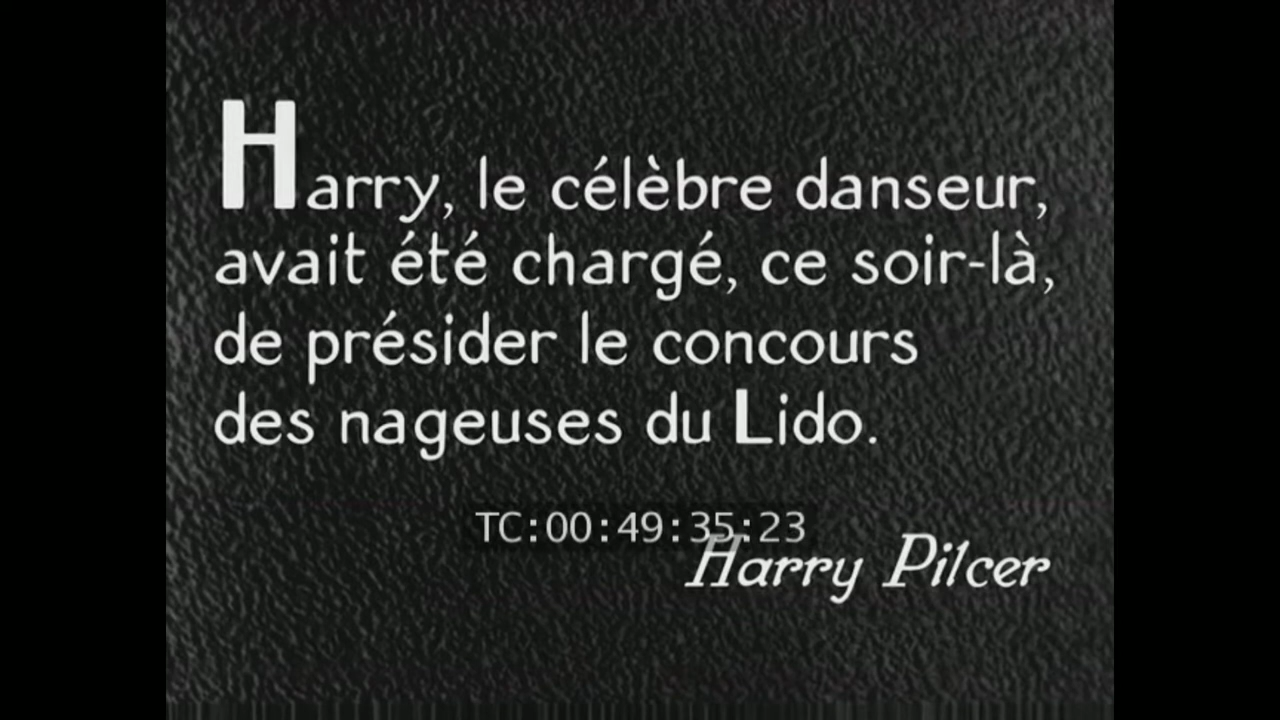 Harry, le célèbre danseur,
avait été chargé, ce soir-là,
de présider le concours
des nageuses du Lido.
TC:00:49:35:23
Harry Pilcer